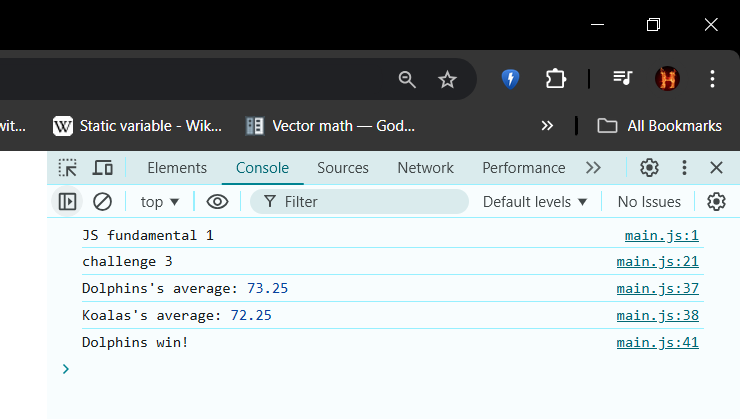 wit... Static variable - Wik... Vector math — God... » All Bookmarks
Elements Console Sources Network Performance »
top ▼ Filter Default levels ▼ No Issues
JS fundamental 1 main.js:1
challenge 3 main.js:21
Dolphins's average: 73.25 main.js:37
Koalas's average: 72.25 main.js:38
Dolphins win! main.js:41
>